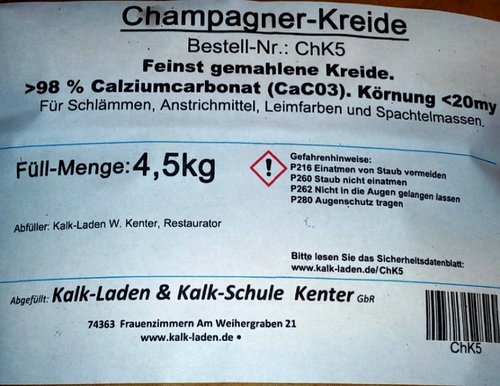 Champagner-Kreide
Bestell-Nr.: ChK5
Feinst gemahlene Kreide.
>98 % Calziumcarbonat (CaC03). Körnung <20my
Für Schlämmen, Anstrichmittel, Leimfarben und Spachtelmassen.
Füll-Menge: 4,5kg
Gefahrenhinweise:
P216 Einatmen von Staub vermeiden
P260 Staub nicht einatmen
P262 Nicht in die Augen gelangen lassen
P280 Augenschutz tragen
Abfüller: Kalk-Laden W. Kenter, Restaurator
Bitte lesen Sie das Sicherheitsdatenblatt:
www.kalk-laden.de/ChK5
Abgefüllt: Kalk-Laden & Kalk-Schule Kenter GbR
74363 Frauenzimmern Am Weihergraben 21
www.kalk-laden.de •
ChK5